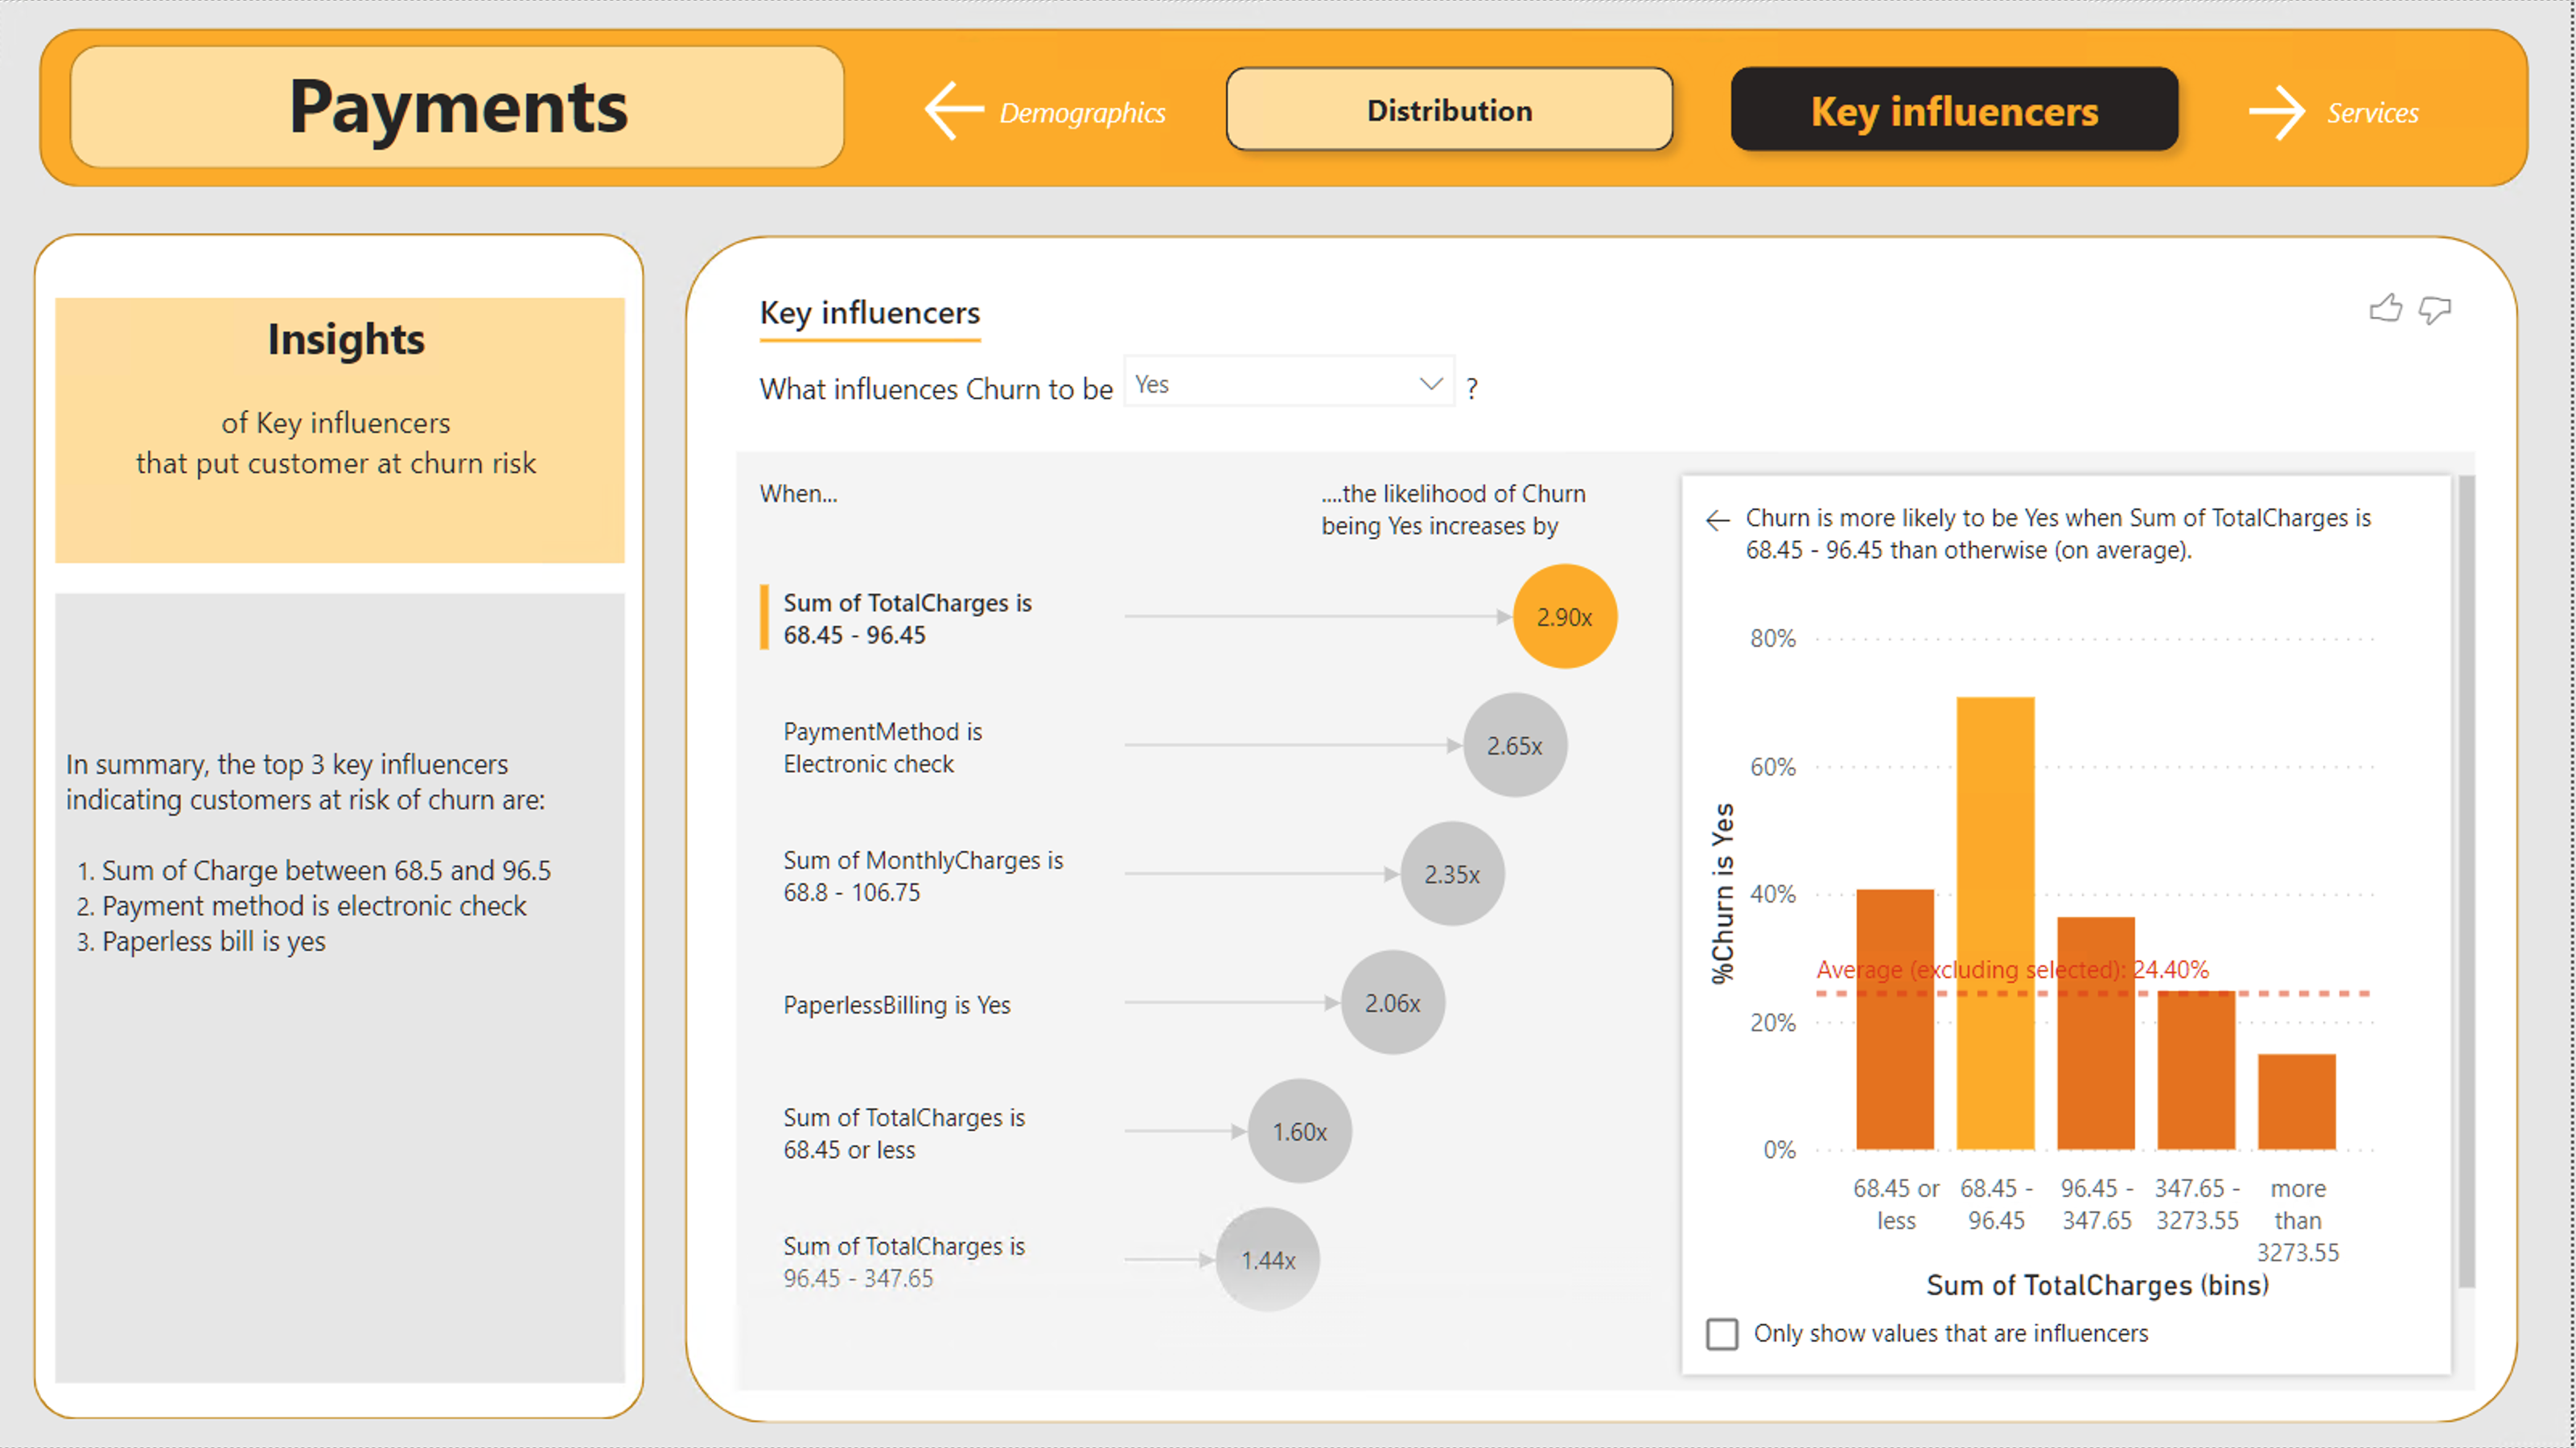 Payments
Demographics
Distribution
Key influencers
Services
Insights
of Key influencers
that put customer at churn risk
In summary, the top 3 key influencers
indicating customers at risk of churn are:
1. Sum of Charge between 68.5 and 96.5
2. Payment method is electronic check
3. Paperless bill is yes
Key influencers
What influences Churn to be Yes ?
When...
....the likelihood of Churn
being Yes increases by
Sum of TotalCharges is
68.45 - 96.45
2.90x
PaymentMethod is
Electronic check
2.65x
Sum of MonthlyCharges is
68.8 - 106.75
2.35x
PaperlessBilling is Yes
2.06x
Sum of TotalCharges is
68.45 or less
1.60x
Sum of TotalCharges is
96.45 - 347.65
1.44x
Churn is more likely to be Yes when Sum of TotalCharges is
68.45 - 96.45 than otherwise (on average).
%Churn is Yes
80%
60%
40%
20%
0%
Average (excluding selected): 24.40%
68.45 or
less
68.45 -
96.45
96.45 -
347.65
347.65 -
3273.55
more
than
3273.55
Sum of TotalCharges (bins)
Only show values that are influencers